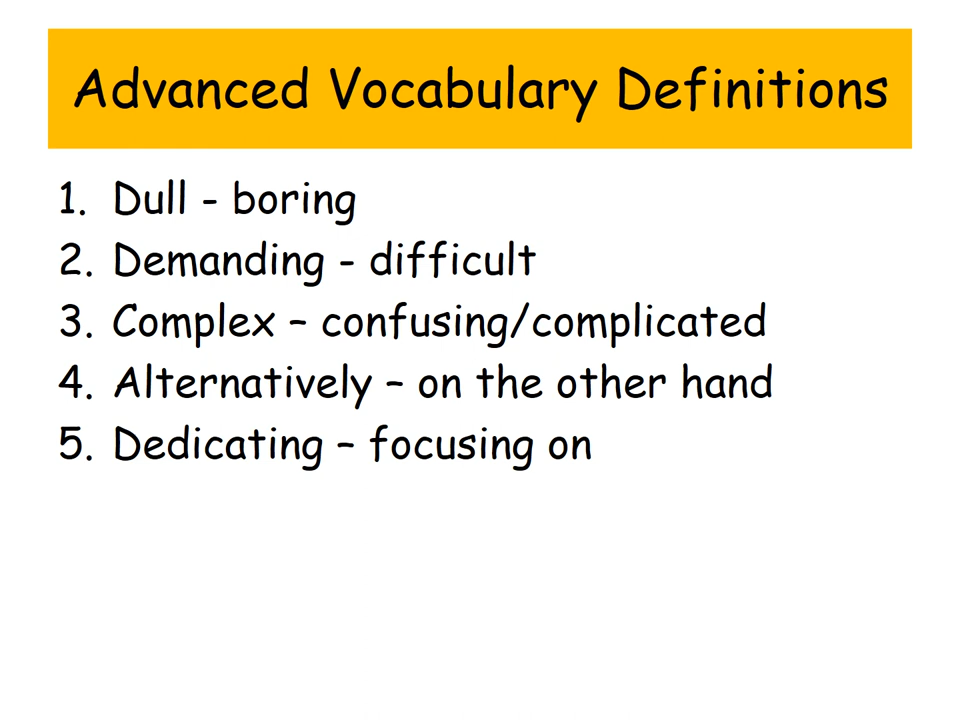 Advanced Vocabulary Definitions
1. Dull - boring
2. Demanding - difficult
3. Complex – confusing/complicated
4. Alternatively – on the other hand
5. Dedicating – focusing on